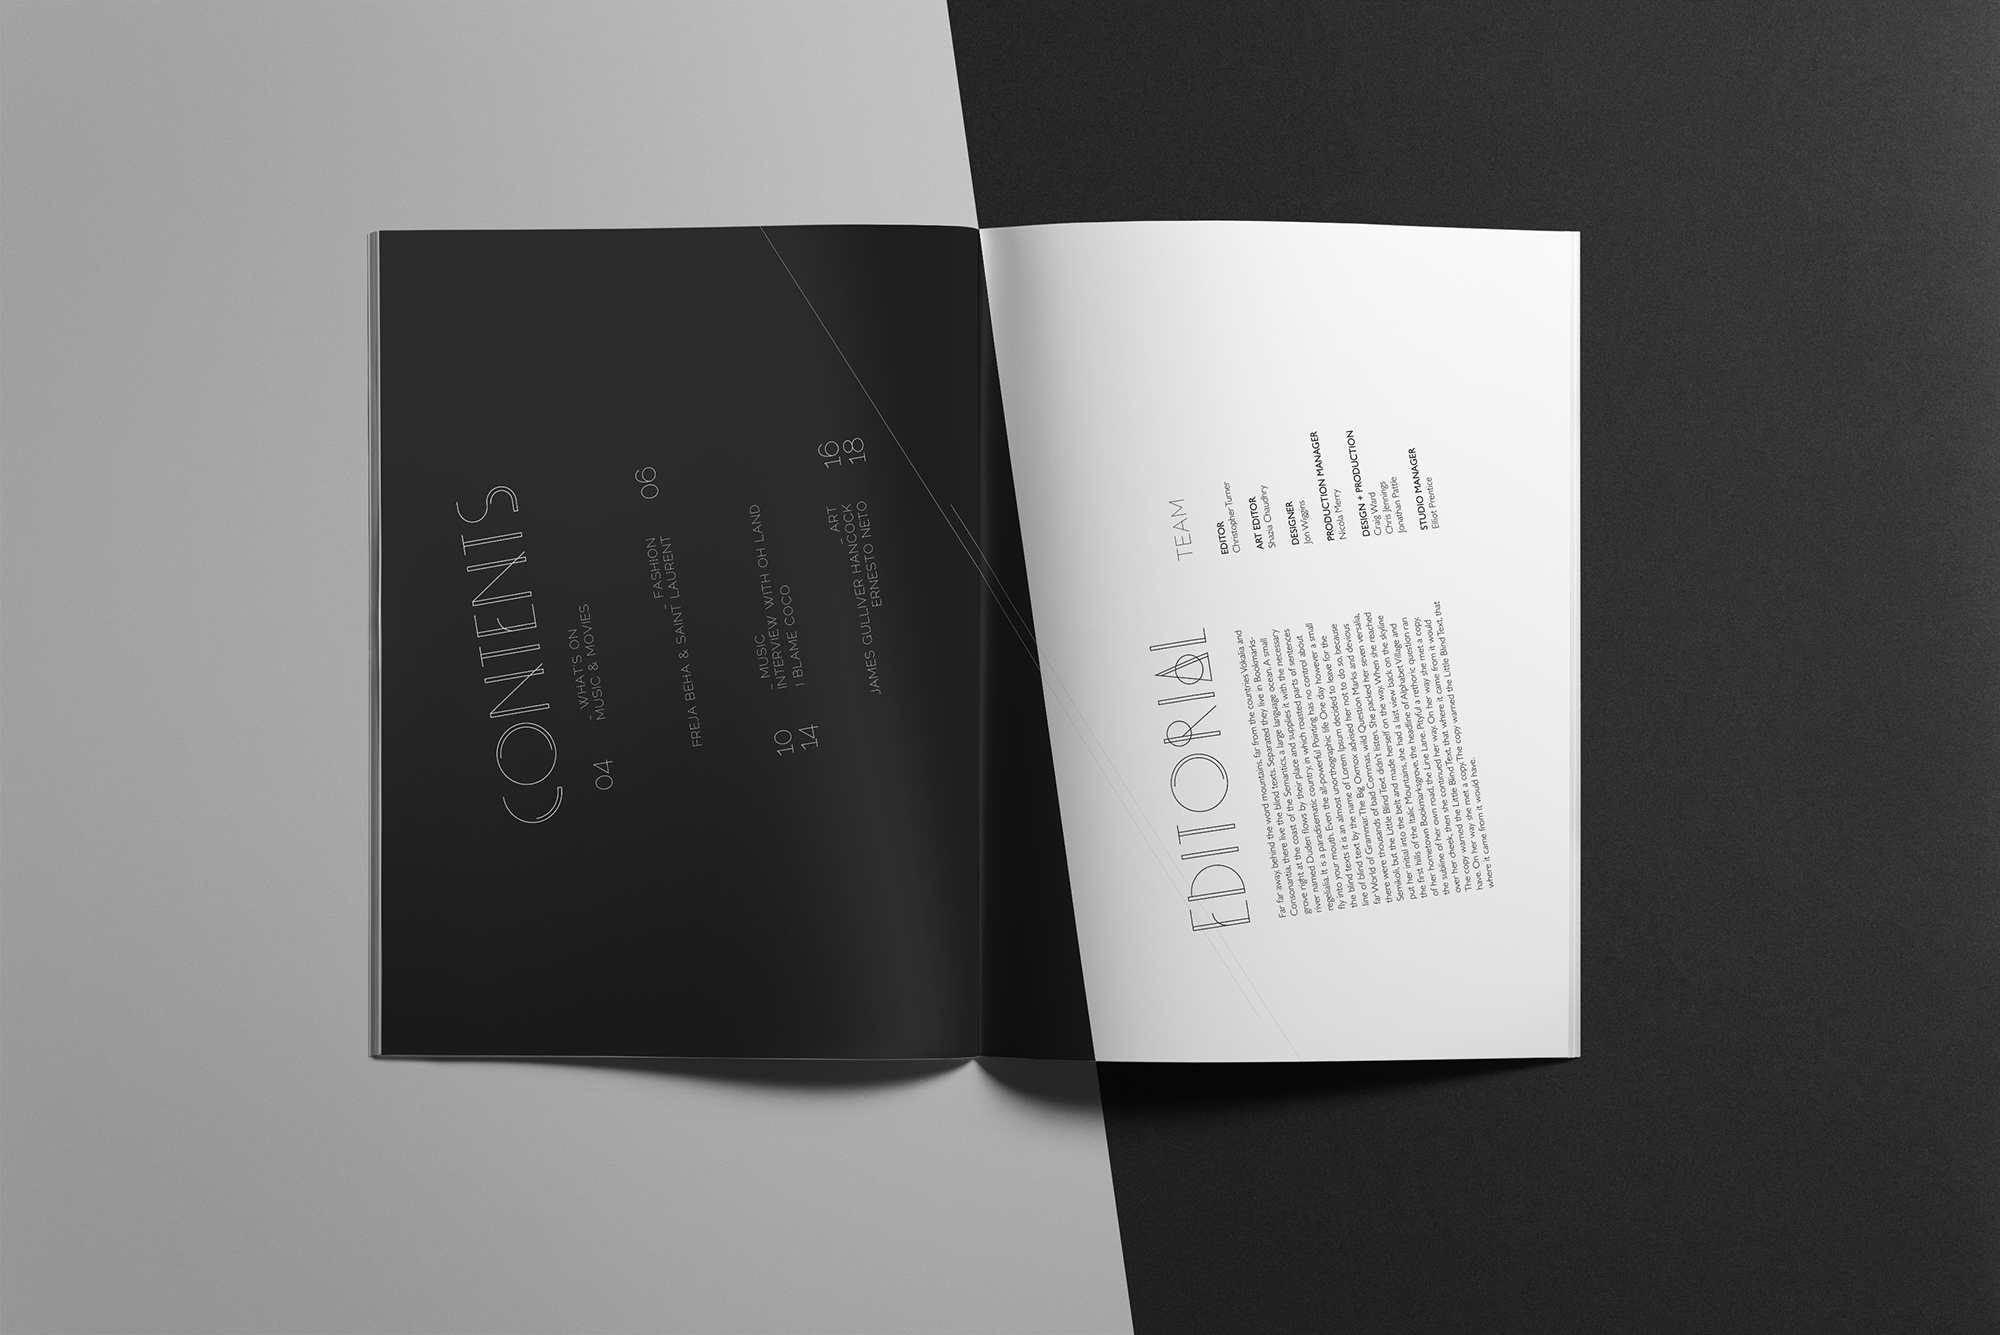 CONTENTS
_ WHAT'S ON
04 MUSIC & MOVIES
_ FASHION 06
FREJA BEHA & SAINT LAURENT
_ MUSIC
10 INTERVIEW WITH OH LAND
14 I BLAME COCO
_ ART 16
JAMES GULLIVER HANCOCK 18
ERNESTO NETO
EDITORIAL
Far far away, behind the word mountains, far from the countries Vokalia and
Consonantia, there live the blind texts. Separated they live in Bookmarks-
grove right at the coast of the Semantics, a large language ocean. A small
river named Duden flows by their place and supplies it with the necessary
regelialia. It is a paradisematic country, in which roasted parts of sentences
fly into your mouth. Even the all-powerful Pointing has no control about
the blind texts it is an almost unorthographic life One day however a small
line of blind text by the name of Lorem Ipsum decided to leave for the
far World of Grammar. The Big Oxmox advised her not to do so, because
there were thousands of bad Commas, wild Question Marks and devious
Semikoli, but the Little Blind Text didn't listen. She packed her seven versalia,
put her initial into the belt and made herself on the way. When she reached
the first hills of the Italic Mountains, she had a last view back on the skyline
of her hometown Bookmarksgrove, the headline of Alphabet Village and
the subline of her own road, the Line Lane. Pityful a rethoric question ran
over her cheek, then she continued her way. On her way she met a copy.
The copy warned the Little Blind Text, that where it came from it would
have. On her way she met a copy. The copy warned the Little Blind Text, that
where it came from it would have.
TEAM
EDITOR
Christopher Turner
ART EDITOR
Shazia Chaudhry
DESIGNER
Jon Wiggins
PRODUCTION MANAGER
Nicola Merry
DESIGN + PRODUCTION
Craig Ward
Chris Jennings
Jonathan Pattle
STUDIO MANAGER
Elliot Prentice